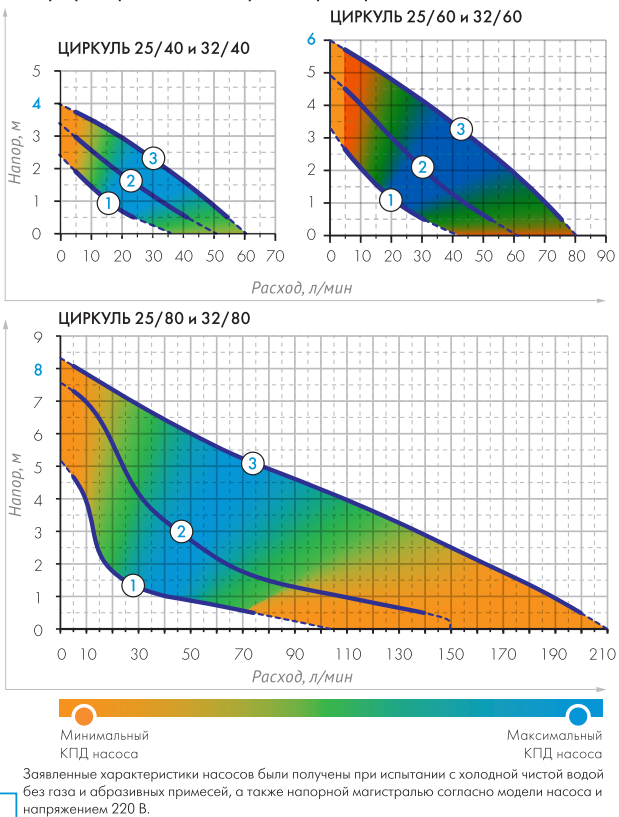 ЦИРКУЛЬ 25/40 и 32/40
Напор, м
5
4
3
2
1
0
3
2
1
0 10 20 30 40 50 60 70
ЦИРКУЛЬ 25/60 и 32/60
6
5
4
3
2
1
0
3
2
1
0 10 20 30 40 50 60 70 80 90
Расход, л/мин
ЦИРКУЛЬ 25/80 и 32/80
Напор, м
9
8
7
6
5
4
3
2
1
0
3
2
1
0 10 30 50 70 90 110 130 150 170 190 210
Расход, л/мин
Минимальный
КПД насоса
Максимальный
КПД насоса
Заявленные характеристики насосов были получены при испытании с холодной чистой водой
без газа и абразивных примесей, а также напорной магистралью согласно модели насоса и
напряжением 220 В.